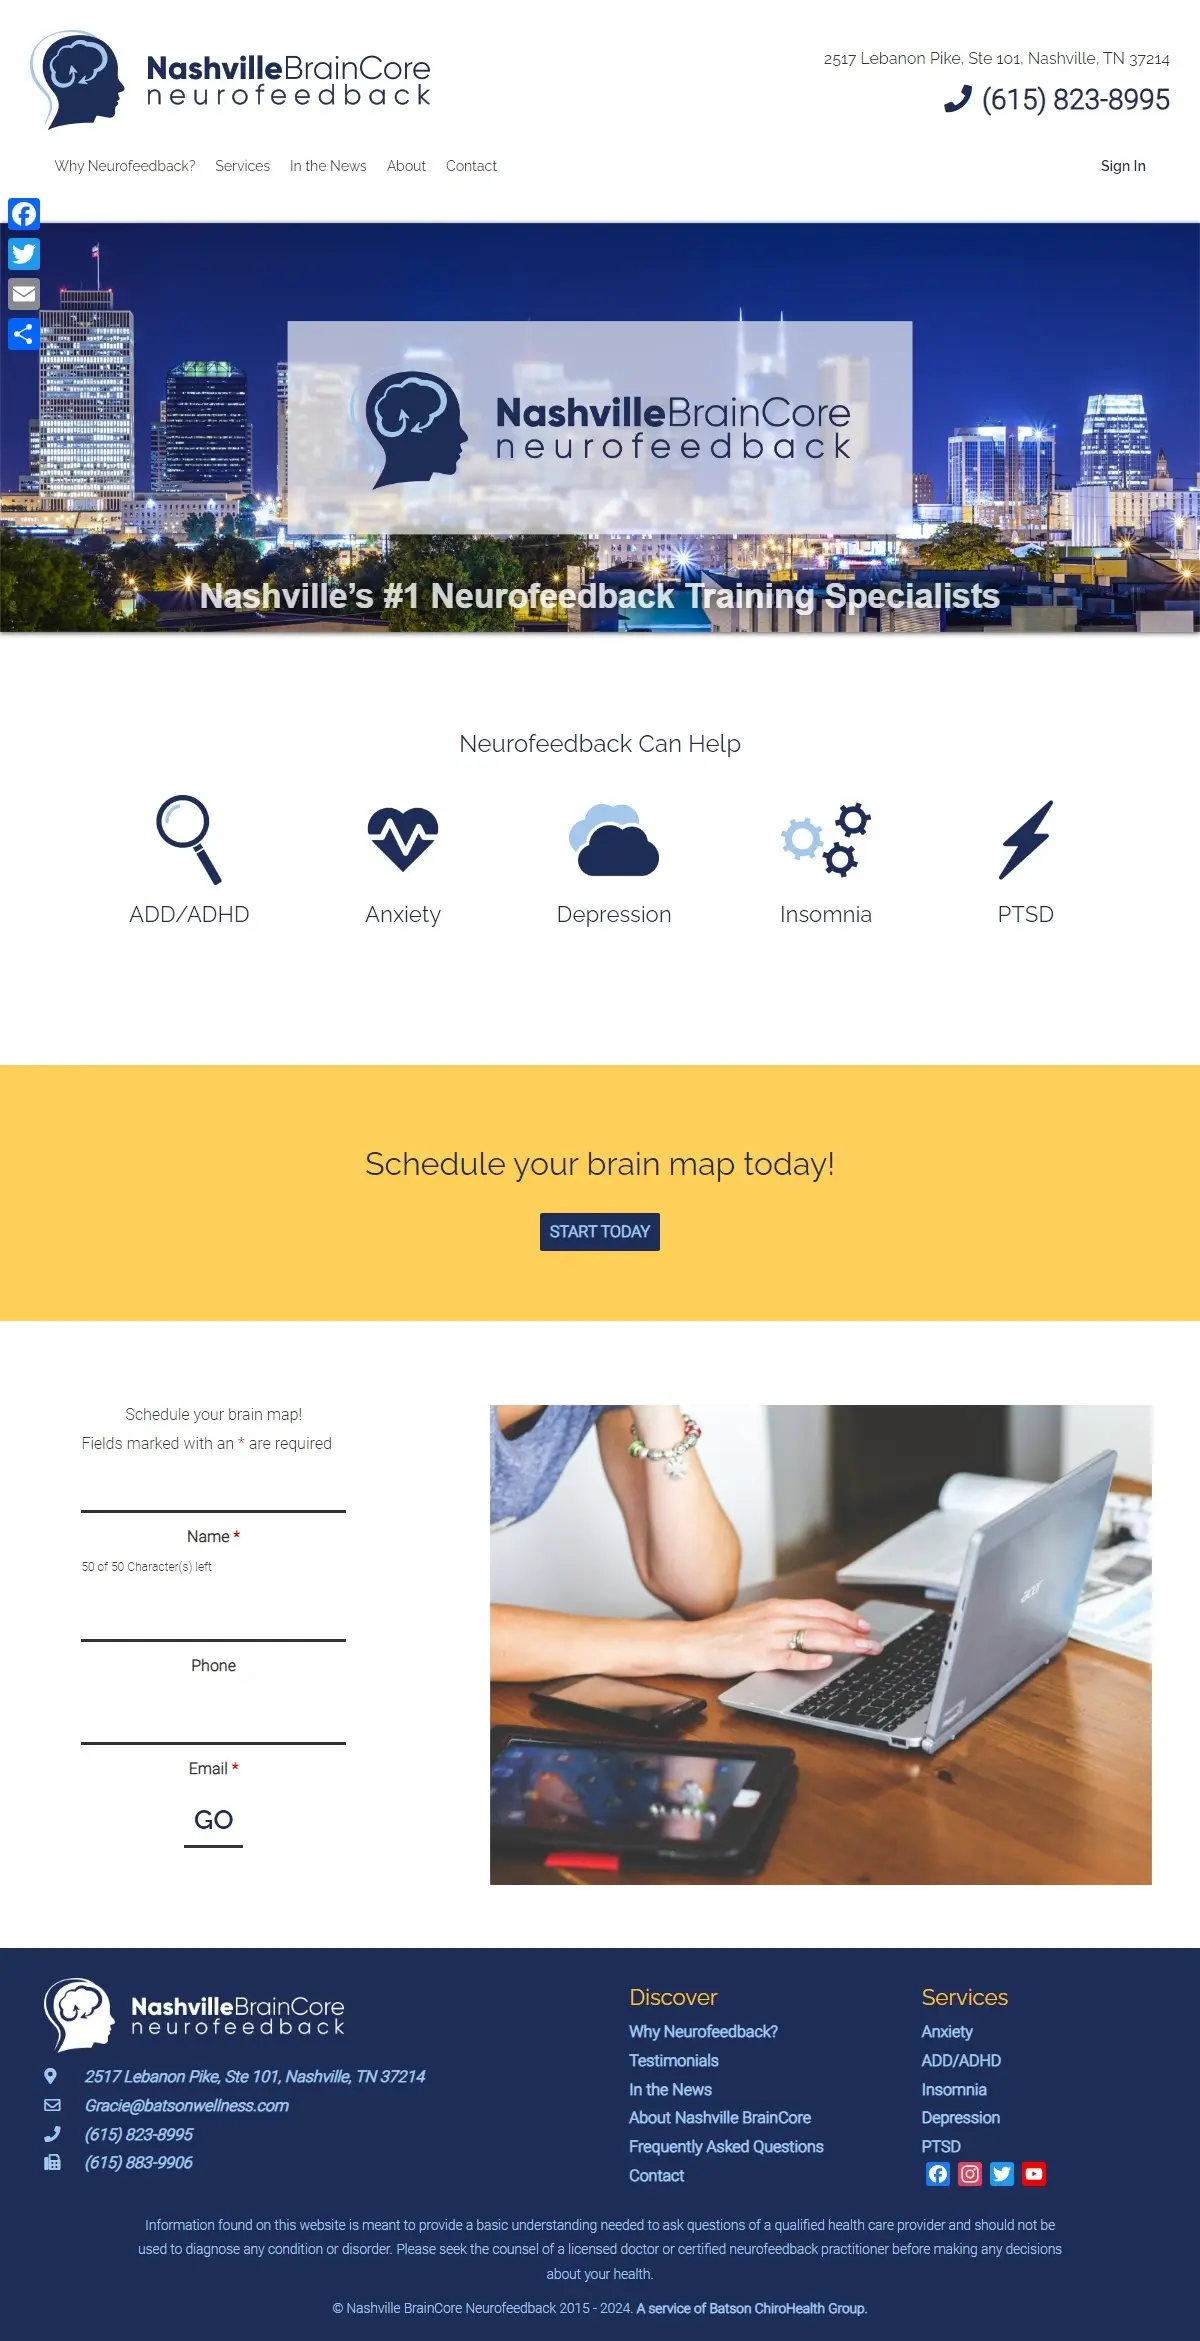 NashvilleBrainCore
neurofeedback
2517 Lebanon Pike, Ste 101, Nashville, TN 37214
(615) 823-8995
Why Neurofeedback? Services In the News About Contact Sign In
NashvilleBrainCore
neurofeedback
Nashville's #1 Neurofeedback Training Specialists
Neurofeedback Can Help
ADD/ADHD Anxiety Depression Insomnia PTSD
Schedule your brain map today!
START TODAY
Schedule your brain map!
Fields marked with an * are required
Name *
50 of 50 Character(s) left
Phone
Email *
GO
acer
NashvilleBrainCore
neurofeedback
2517 Lebanon Pike, Ste 101, Nashville, TN 37214
Gracie@batsonwellness.com
(615) 823-8995
(615) 883-9906
Discover
Why Neurofeedback?
Testimonials
In the News
About Nashville BrainCore
Frequently Asked Questions
Contact
Services
Anxiety
ADD/ADHD
Insomnia
Depression
PTSD
Information found on this website is meant to provide a basic understanding needed to ask questions of a qualified health care provider and should not be
used to diagnose any condition or disorder. Please seek the counsel of a licensed doctor or certified neurofeedback practitioner before making any decisions
about your health.
© Nashville BrainCore Neurofeedback 2015 - 2024. A service of Batson ChiroHealth Group.